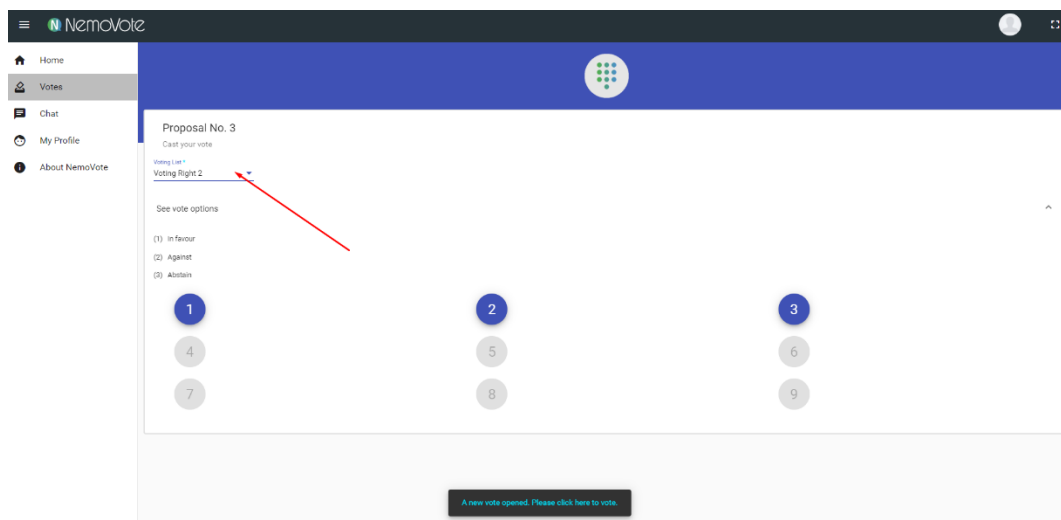 NemoVote
Home
Votes
Chat
My Profile
About NemoVote
Proposal No. 3
Cast your vote
Voting List *
Voting Right 2
See vote options
(1) In favour
(2) Against
(3) Abstain
1 2 3
4 5 6
7 8 9
A new vote opened. Please click here to vote.